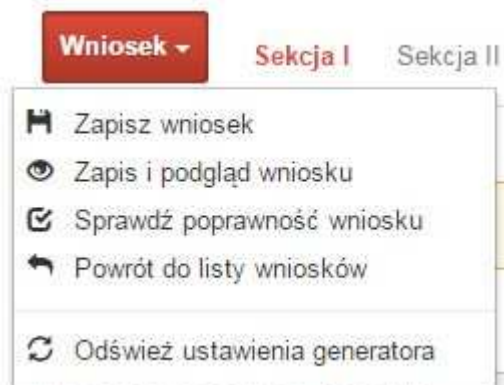 Wniosek Sekcja I Sekcja II
Zapisz wniosek
Zapis i podgląd wniosku
Sprawdź poprawność wniosku
Powrót do listy wniosków
Odśwież ustawienia generatora